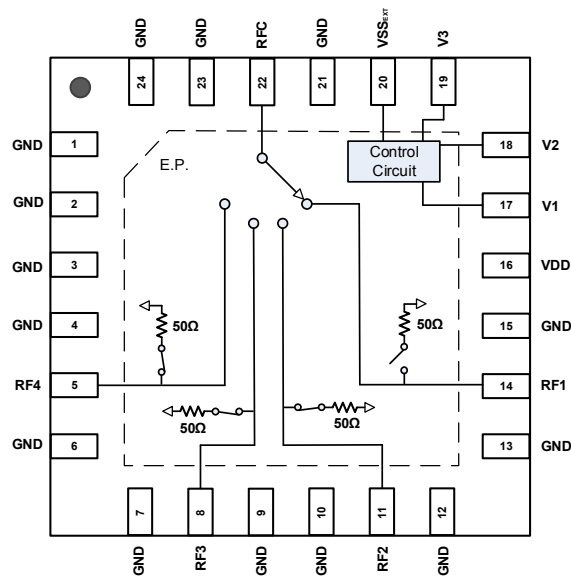 GND
GND
RFC
GND
VSSEXT
V3
24
23
22
21
20
19
GND
1
Control
Circuit
18
V2
E.P.
GND
2
17
V1
GND
3
16
VDD
GND
4
50Ω
50Ω
15
GND
RF4
5
14
RF1
50Ω
50Ω
GND
6
13
GND
7
8
9
10
11
12
GND
RF3
GND
GND
RF2
GND